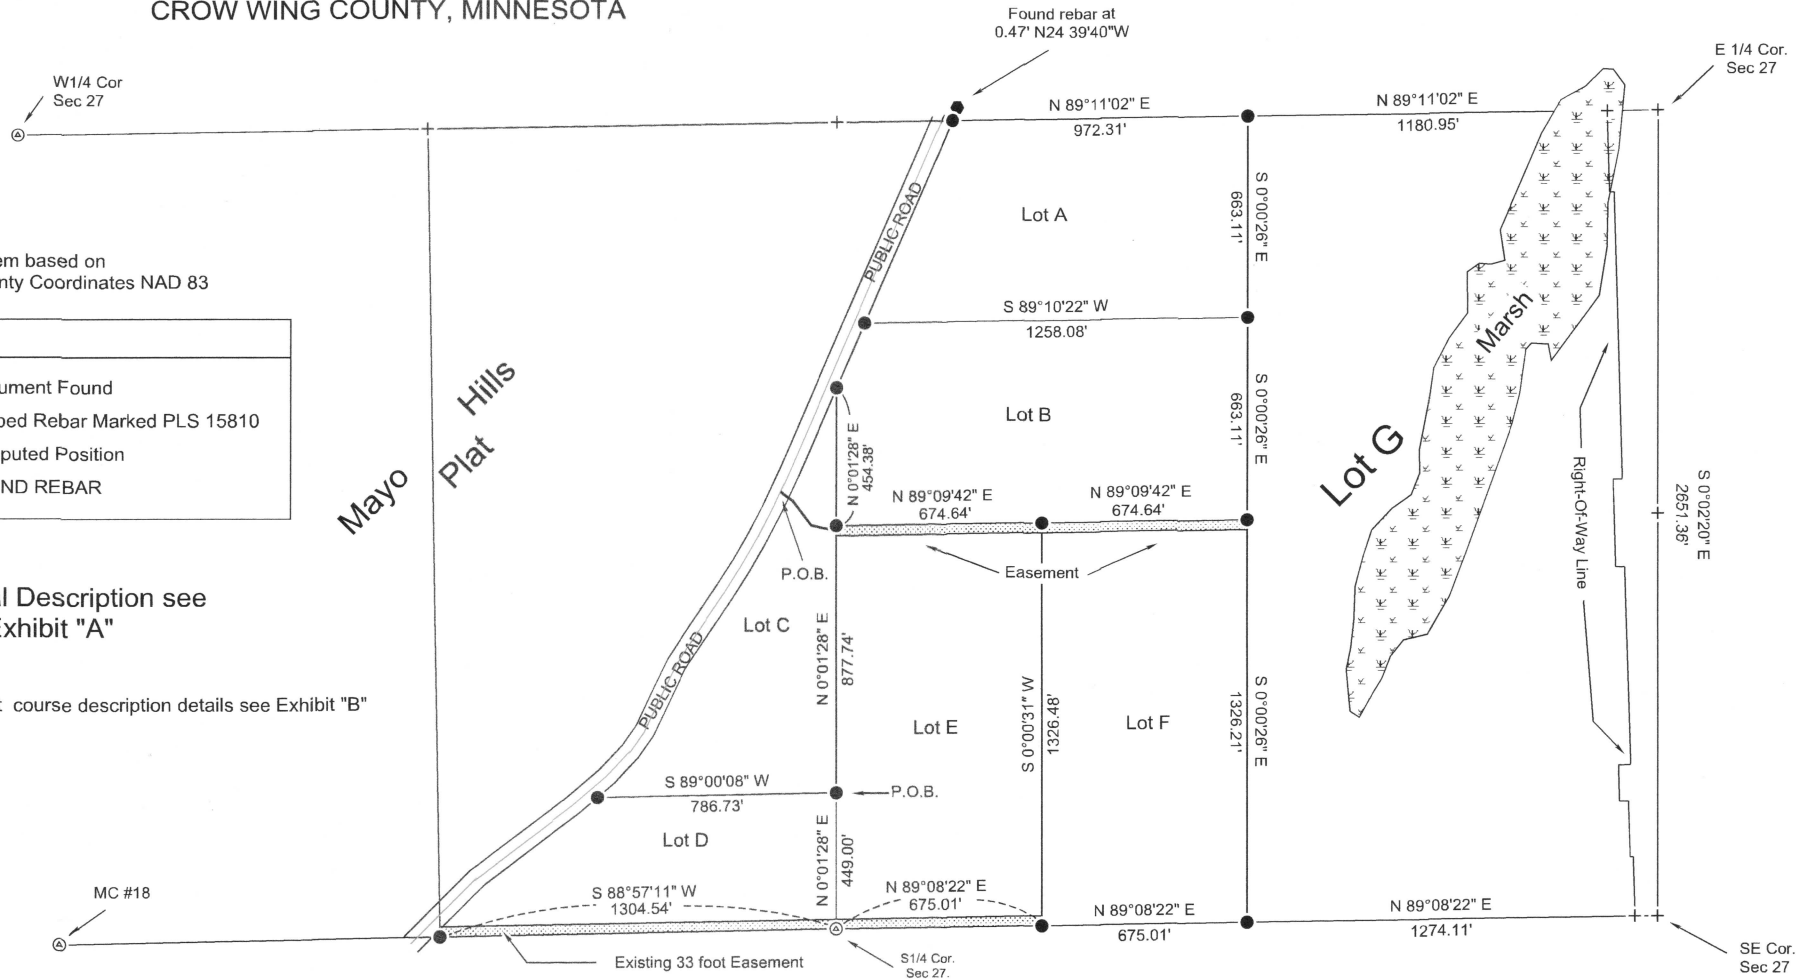 CROW WING COUNTY, MINNESOTA
Found rebar at
0.47' N24 39'40"W
E 1/4 Cor.
Sec 27
W1/4 Cor
Sec 27
N 89°11'02" E
972.31'
N 89°11'02" E
1180.95'
PUBLIC ROAD
Lot A
S 0°00'26" E
663.11'
em based on
nty Coordinates NAD 83
S 89°10'22" W
1258.08'
Marsh
ument Found
ped Rebar Marked PLS 15810
puted Position
ND REBAR
Mayo Hills
Plat
Lot B
N 0°01'28" E
454.38'
S 0°00'26" E
663.11'
Lot G
N 89°09'42" E
674.64'
N 89°09'42" E
674.64'
Right-Of-Way Line
S 0°02'20" E
2651.36'
P.O.B.
Easement
l Description see
Exhibit "A"
Lot C
PUBLIC ROAD
N 0°01'28" E
877.74'
t course description details see Exhibit "B"
Lot E
S 0°00'31" W
1326.48'
Lot F
S 0°00'26" E
1326.21'
S 89°00'08" W
786.73'
P.O.B.
Lot D
N 0°01'28" E
449.00'
MC #18
S 88°57'11" W
1304.54'
N 89°08'22" E
675.01'
N 89°08'22" E
675.01'
N 89°08'22" E
1274.11'
Existing 33 foot Easement
S1/4 Cor.
Sec 27.
SE Cor.
Sec 27